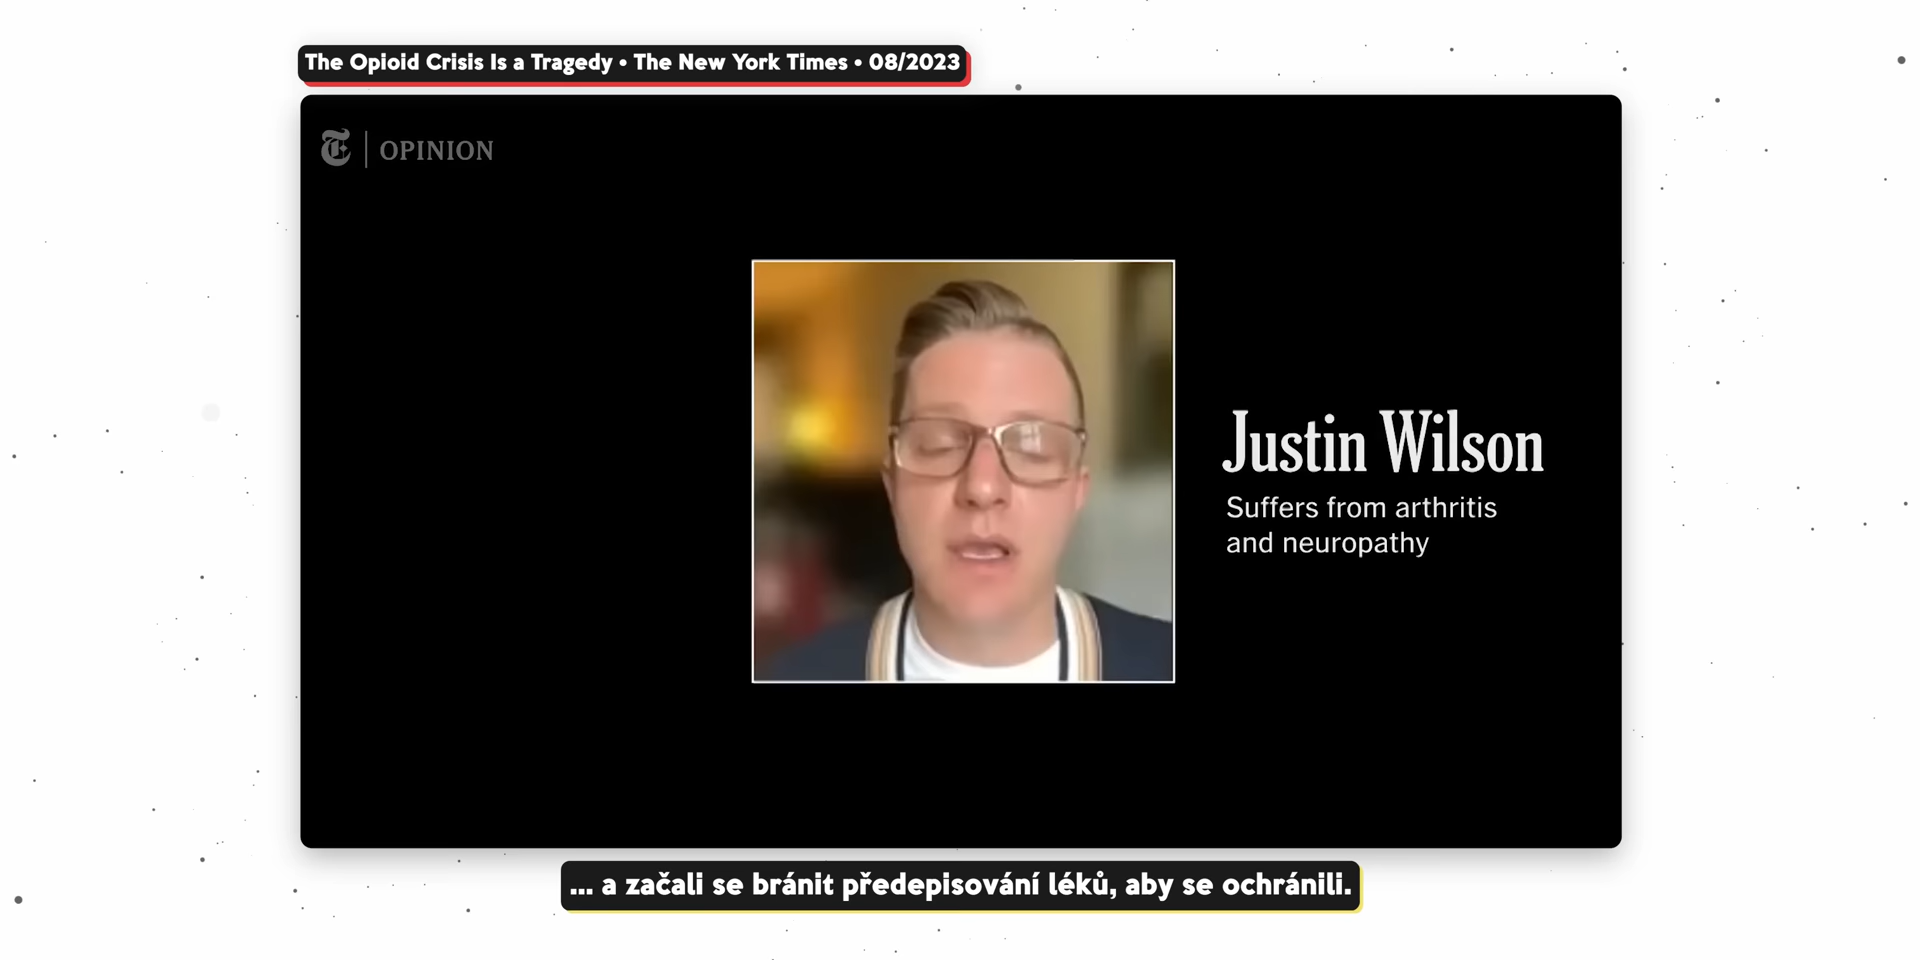 The Opioid Crisis Is a Tragedy • The New York Times • 08/2023
T | OPINION
Justin Wilson
Suffers from arthritis
and neuropathy
... a začali se bránit předepisování léků, aby se ochránili.